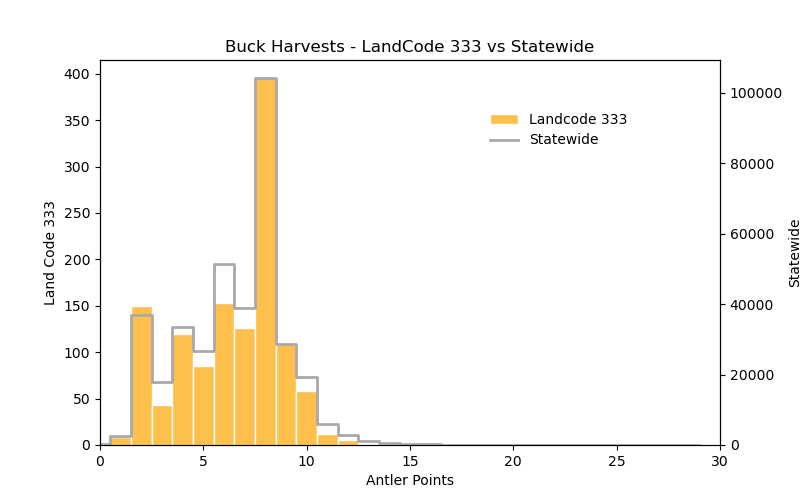 Buck Harvests - LandCode 333 vs Statewide
Land Code 333
400
350
300
250
200
150
100
50
0
Landcode 333
Statewide
100000
80000
60000
40000
20000
0
Statewide
0 5 10 15 20 25 30
Antler Points